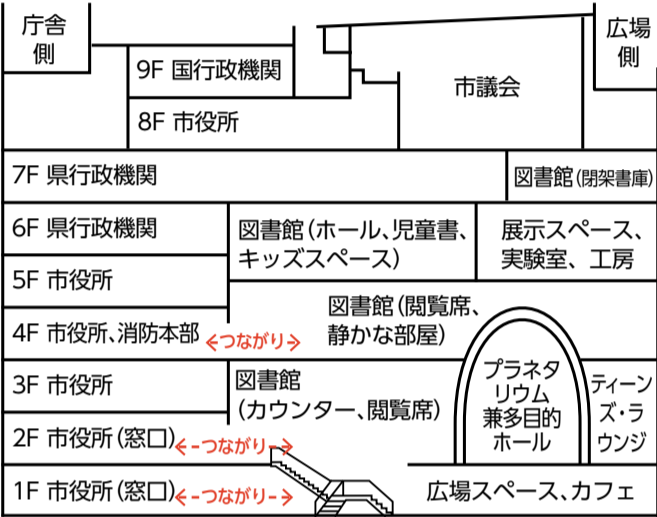 庁舎
側
広場
側
9F 国行政機関
市議会
8F 市役所
7F 県行政機関
図書館(閉架書庫)
6F 県行政機関
図書館(ホール、児童書、
キッズスペース)
展示スペース、
実験室、工房
5F 市役所
図書館(閲覧席、
静かな部屋)
4F 市役所、消防本部
つながり
3F 市役所
図書館
(カウンター、閲覧席)
プラネタ
リウム
兼多目的
ホール
ティーン
ズ・ラ
ウンジ
2F 市役所(窓口)
つながり
1F 市役所(窓口)
つながり
広場スペース、カフェ